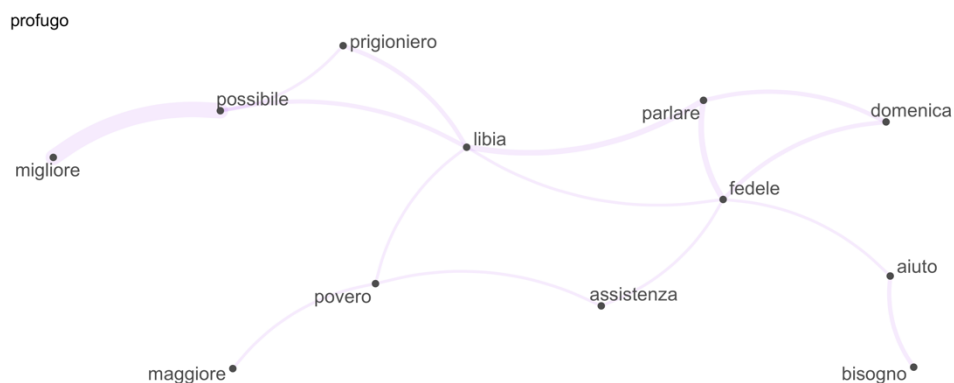 profugo
prigioniero
possibile
parlare
domenica
libia
migliore
fedele
aiuto
povero
assistenza
maggiore
bisogno